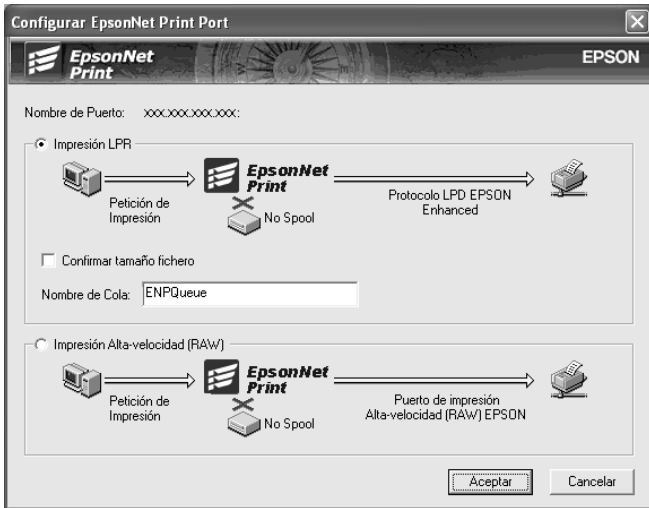 Configurar EpsonNet Print Port
EpsonNet
Print
EPSON
Nombre de Puerto: xxx.xxx.xxx.xxx:
Impresión LPR
EpsonNet
Print
Petición de
Impresión
No Spool
Protocolo LPD EPSON
Enhanced
Confirmar tamaño fichero
Nombre de Cola: ENPQueue
Impresión Alta-velocidad (RAW)
EpsonNet
Print
Petición de
Impresión
No Spool
Puerto de impresión
Alta-velocidad (RAW) EPSON
Aceptar Cancelar